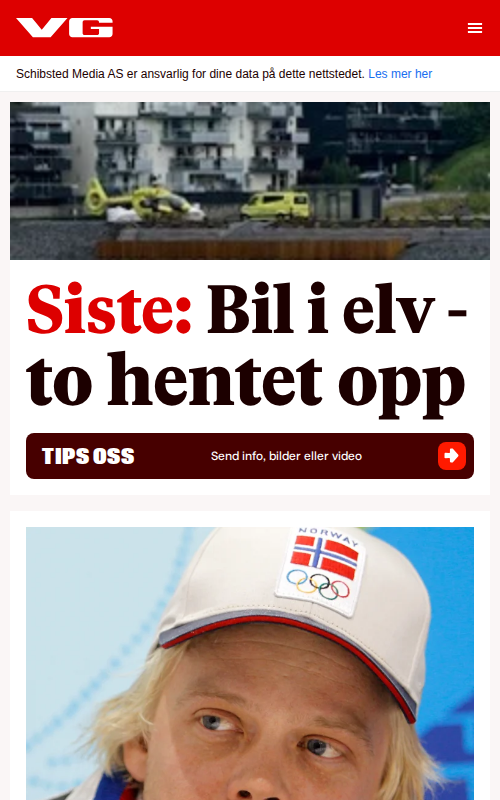 VG
Schibsted Media AS er ansvarlig for dine data på dette nettstedet. Les mer her
Siste: Bil i elv -
to hentet opp
TIPS OSS
Send info, bilder eller video
NORWAY